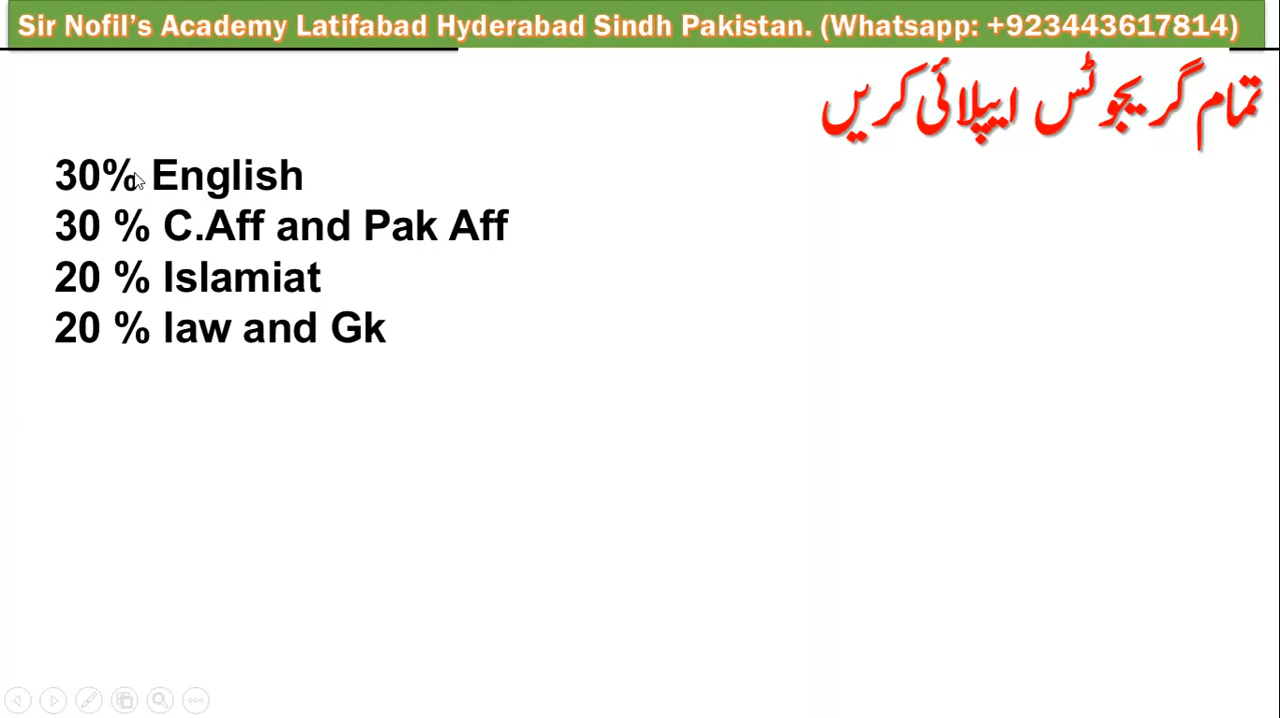 Sir Nofil's Academy Latifabad Hyderabad Sindh Pakistan. (Whatsapp: +923443617814)
تمام گریجوٹس ایپلائی کریں
30% English
30 % C.Aff and Pak Aff
20 % Islamiat
20 % law and Gk